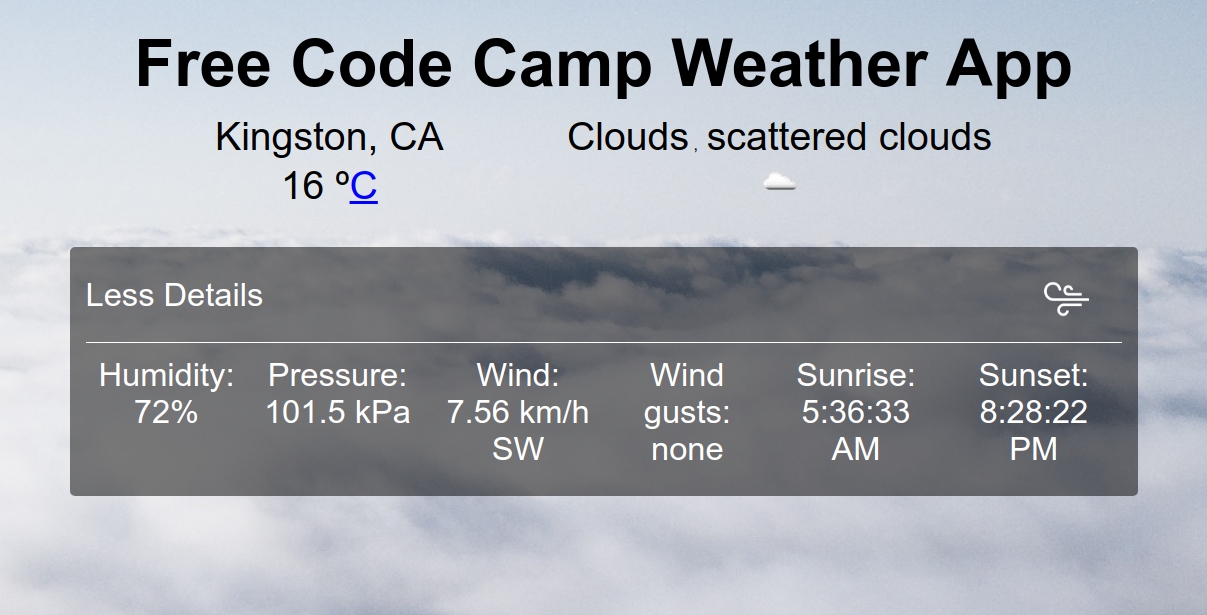 Free Code Camp Weather App
Kingston, CA
16 ºC
Clouds, scattered clouds
Less Details
Humidity:
72%
Pressure:
101.5 kPa
Wind:
7.56 km/h
SW
Wind
gusts:
none
Sunrise:
5:36:33
AM
Sunset:
8:28:22
PM